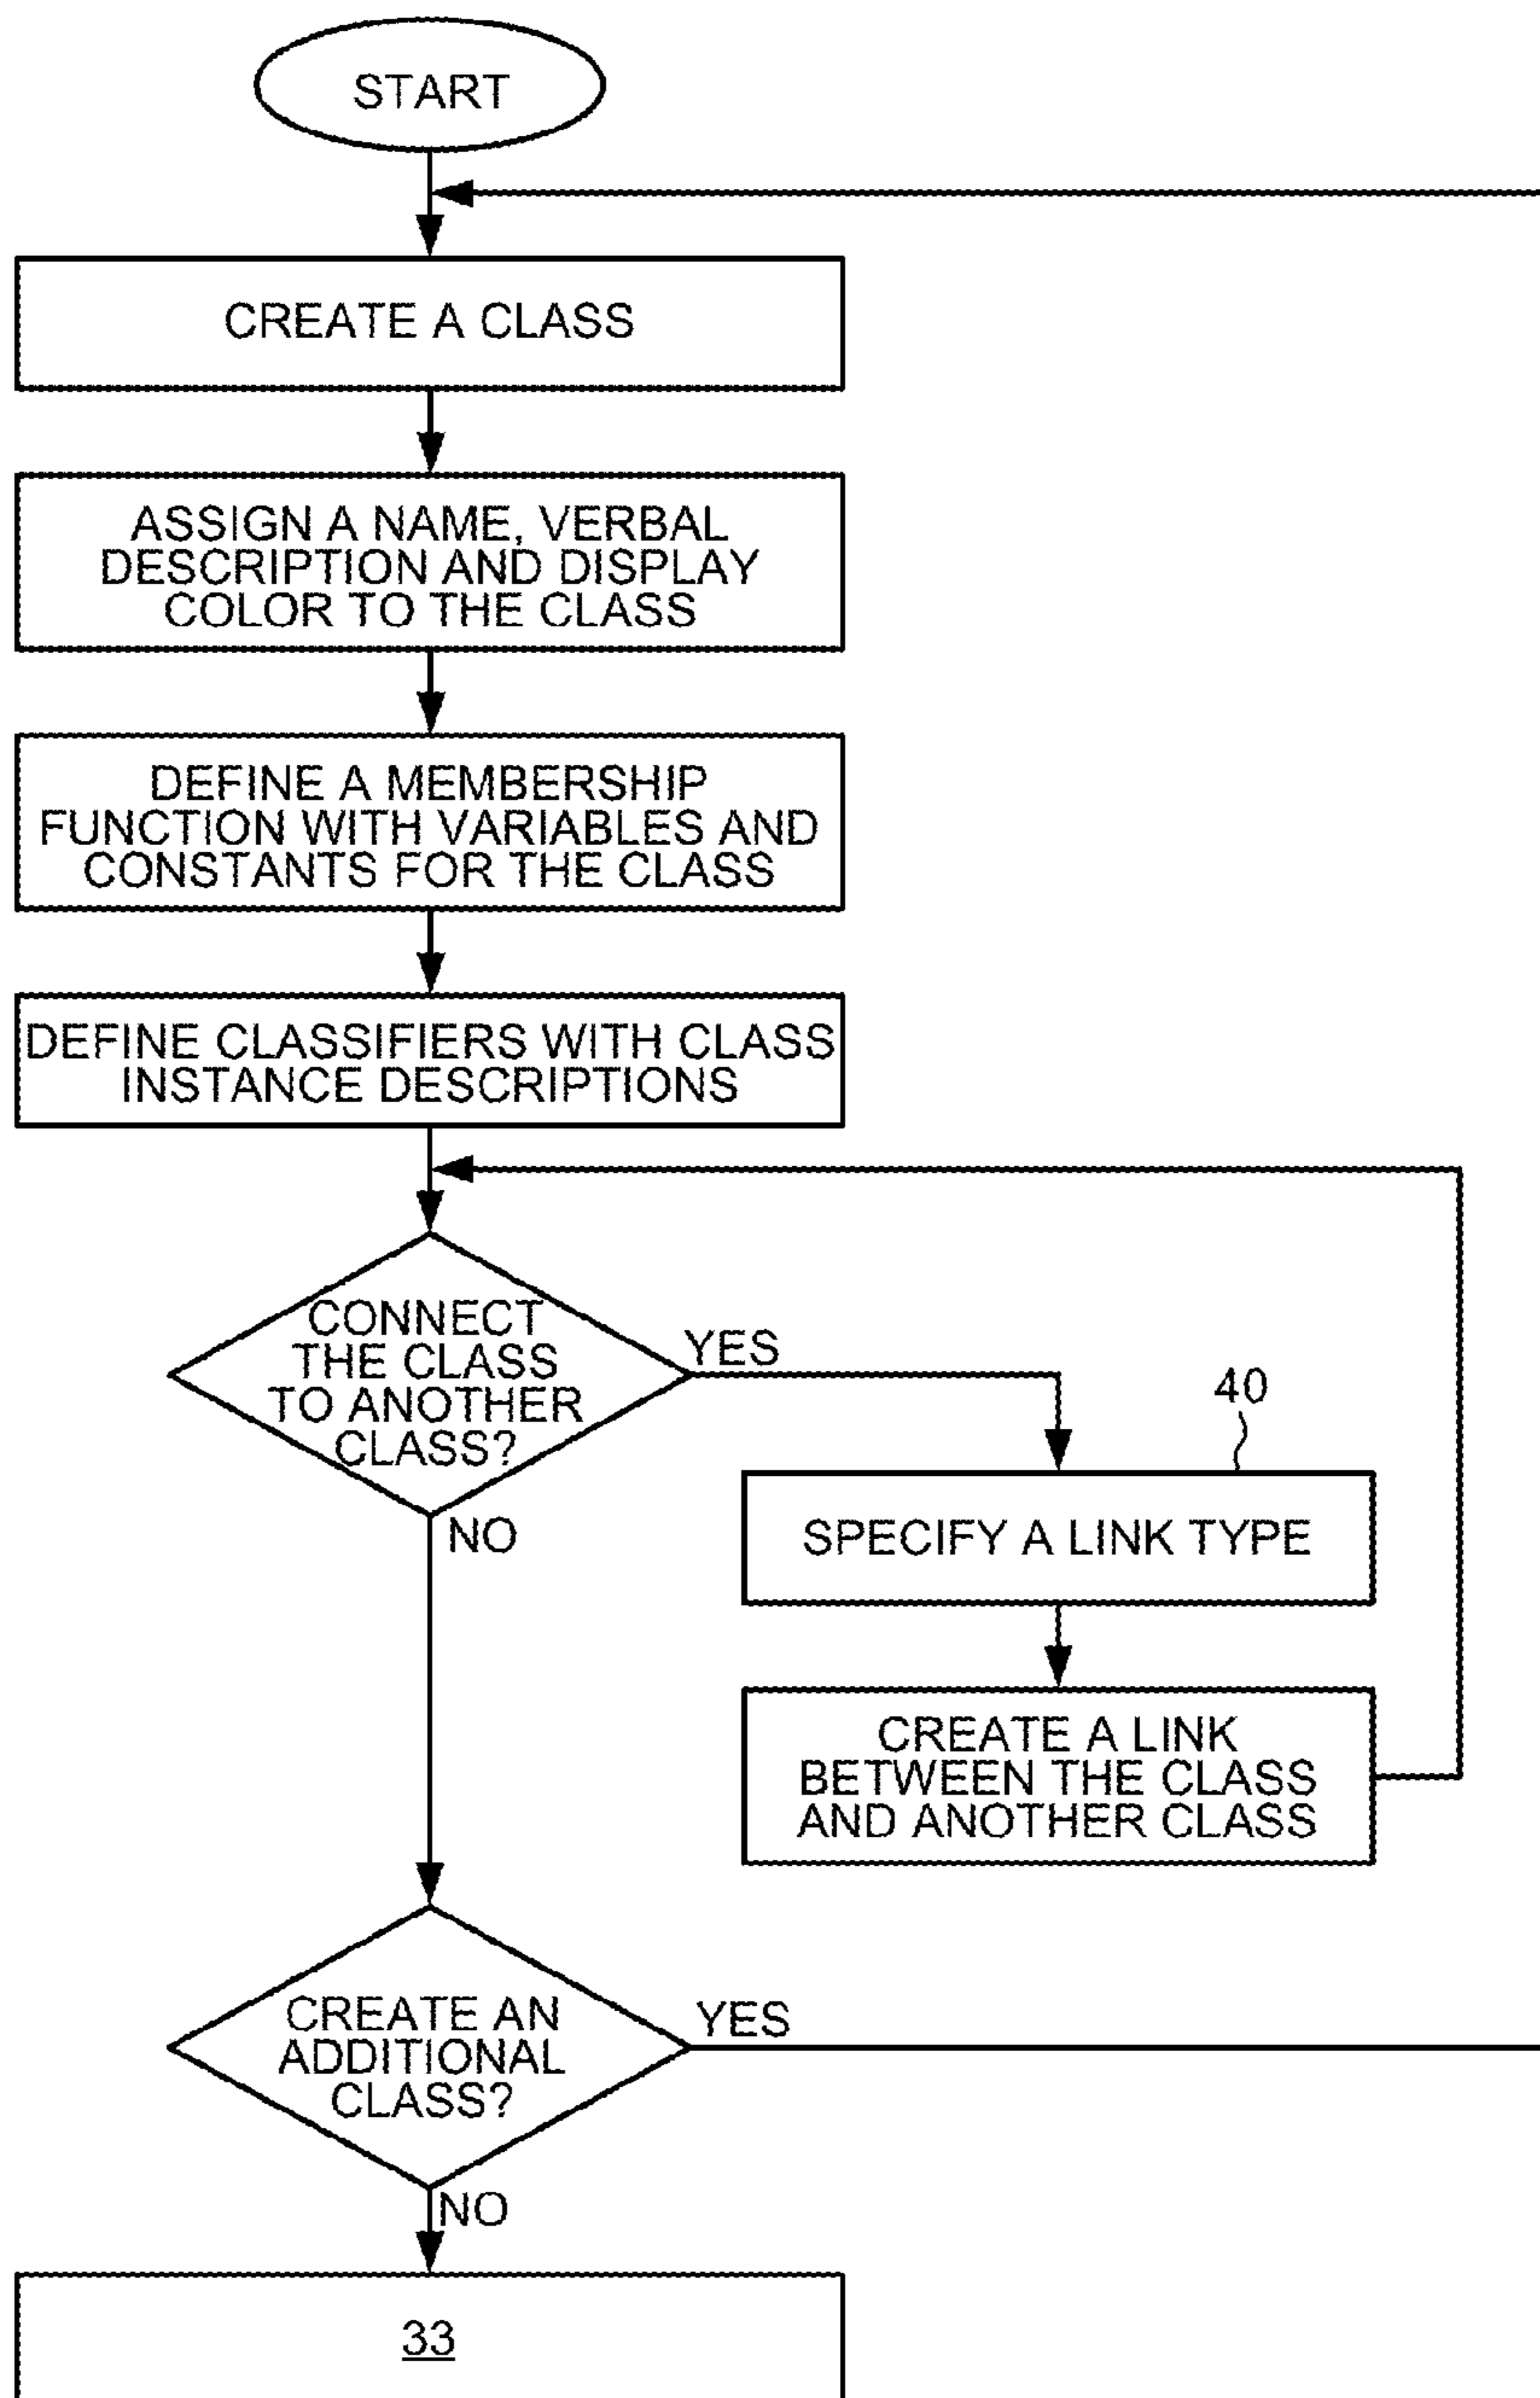 START
CREATE A CLASS
ASSIGN A NAME, VERBAL
DESCRIPTION AND DISPLAY
COLOR TO THE CLASS
DEFINE A MEMBERSHIP
FUNCTION WITH VARIABLES AND
CONSTANTS FOR THE CLASS
DEFINE CLASSIFIERS WITH CLASS
INSTANCE DESCRIPTIONS
CONNECT
THE CLASS
TO ANOTHER
CLASS?
YES
NO
40
SPECIFY A LINK TYPE
CREATE A LINK
BETWEEN THE CLASS
AND ANOTHER CLASS
CREATE AN
ADDITIONAL
CLASS?
YES
NO
33